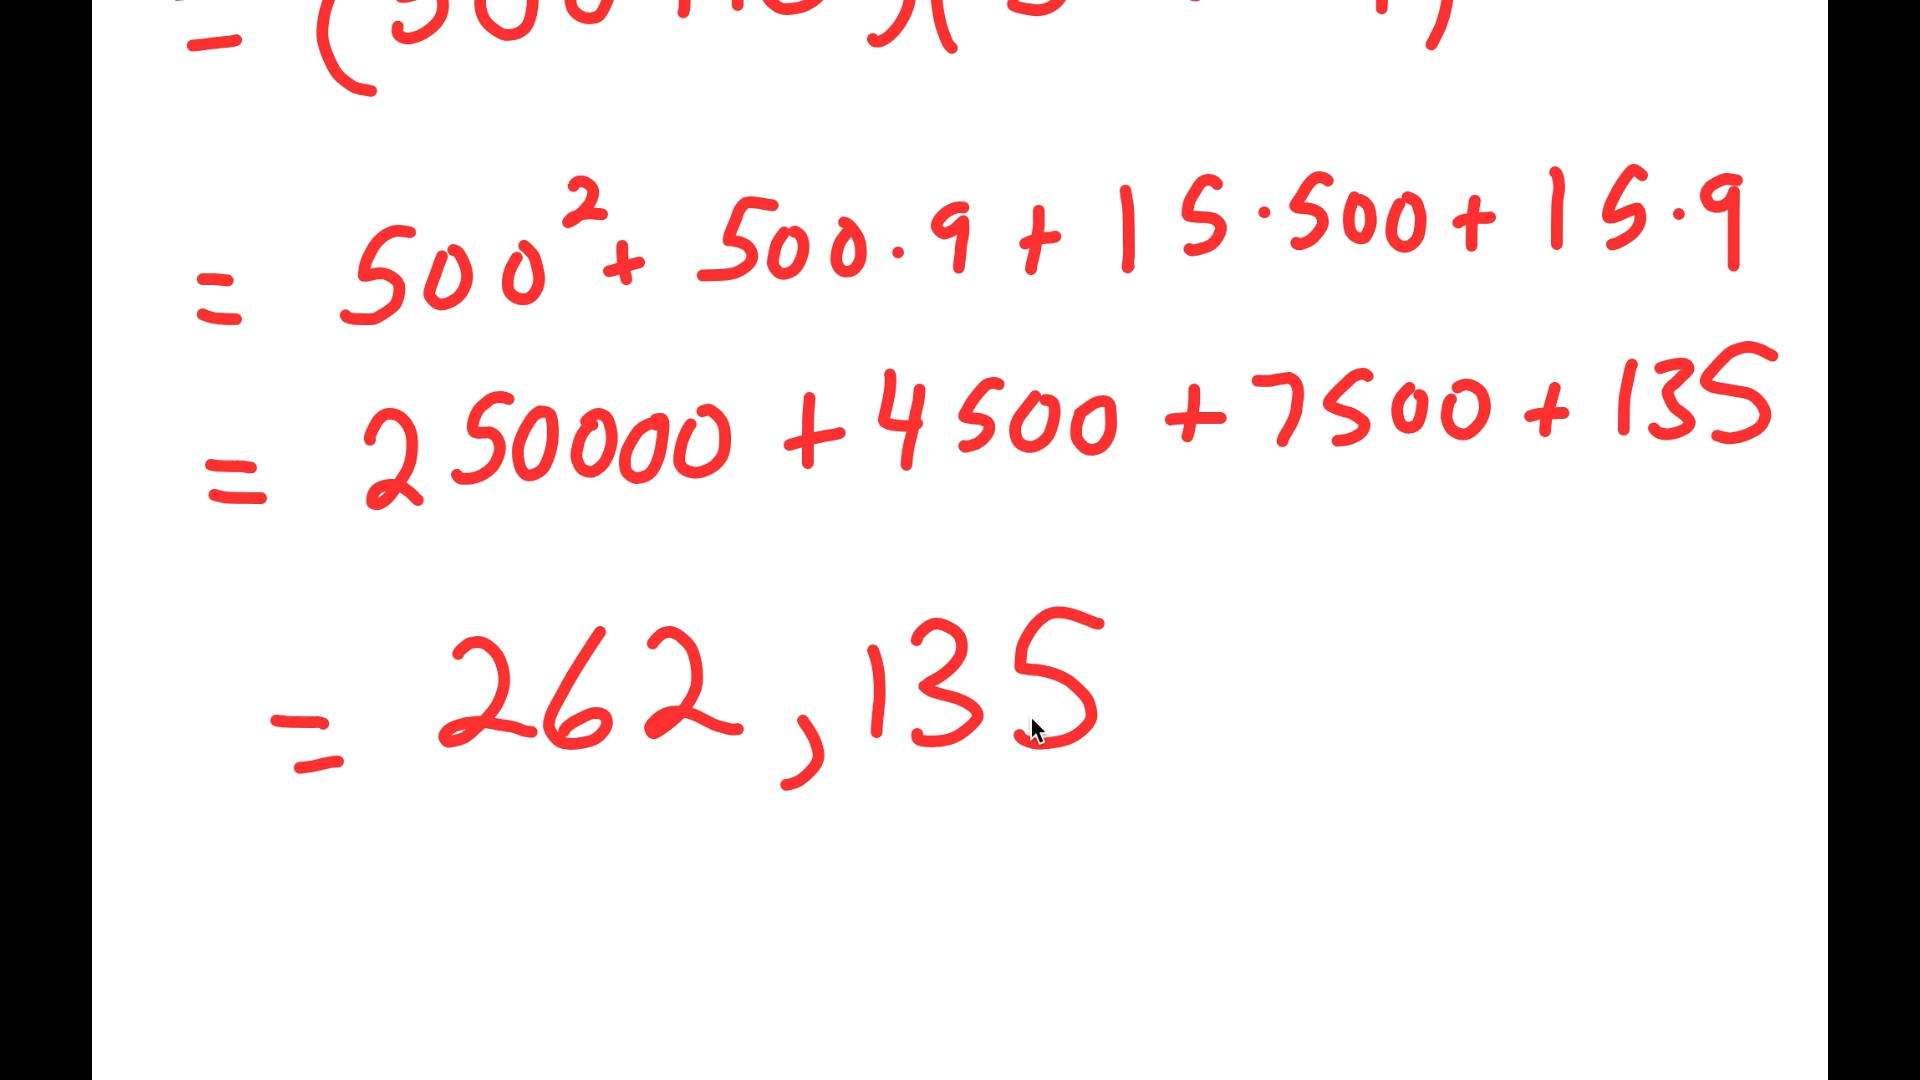 = 500² + 500 · 9 + 15 · 500 + 15 · 9
= 250000 + 4500 + 7500 + 135
= 262,135